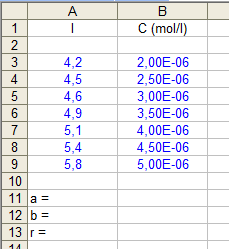 A B
1 I C (mol/l)
2
3 4,2 2,00E-06
4 4,5 2,50E-06
5 4,6 3,00E-06
6 4,9 3,50E-06
7 5,1 4,00E-06
8 5,4 4,50E-06
9 5,8 5,00E-06
10
11 a =
12 b =
13 r =
14